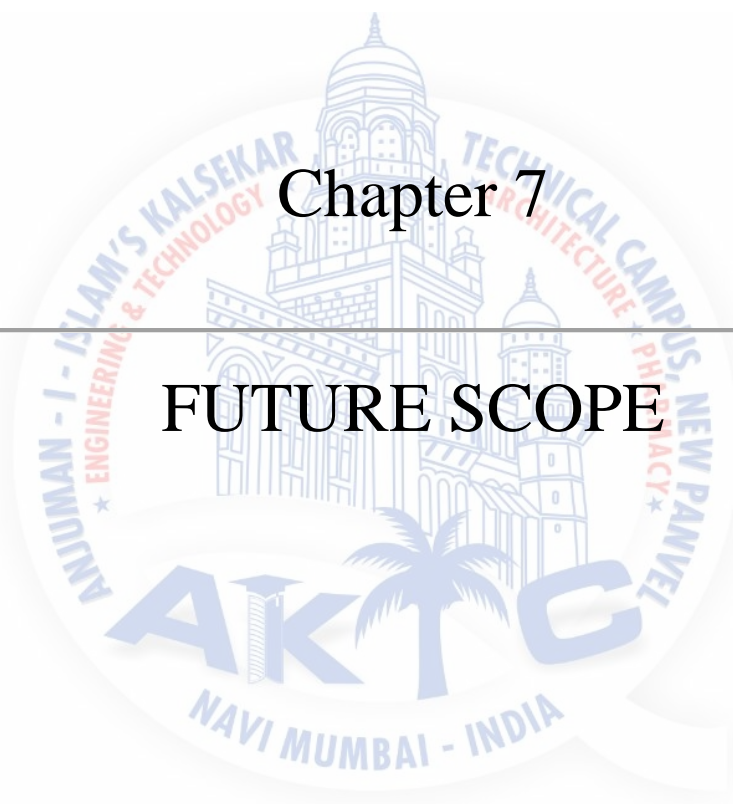 Chapter 7
FUTURE SCOPE
ANJUMAN - I - ISLAM'S KALSEKAR TECHNICAL CAMPUS, NEW PANVEL
★ ENGINEERING & TECHNOLOGY ★ ARCHITECTURE ★ PHARMACY ★
AKTC
NAVI MUMBAI - INDIA